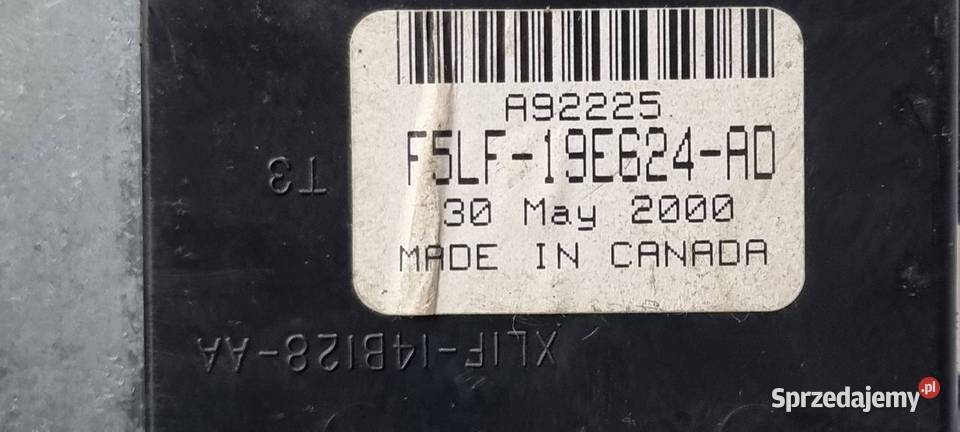 A92225
F5LF-19E624-AD
30 May 2000
MADE IN CANADA
T3
XL1F-14B128-AA
Sprzedajemy.pl